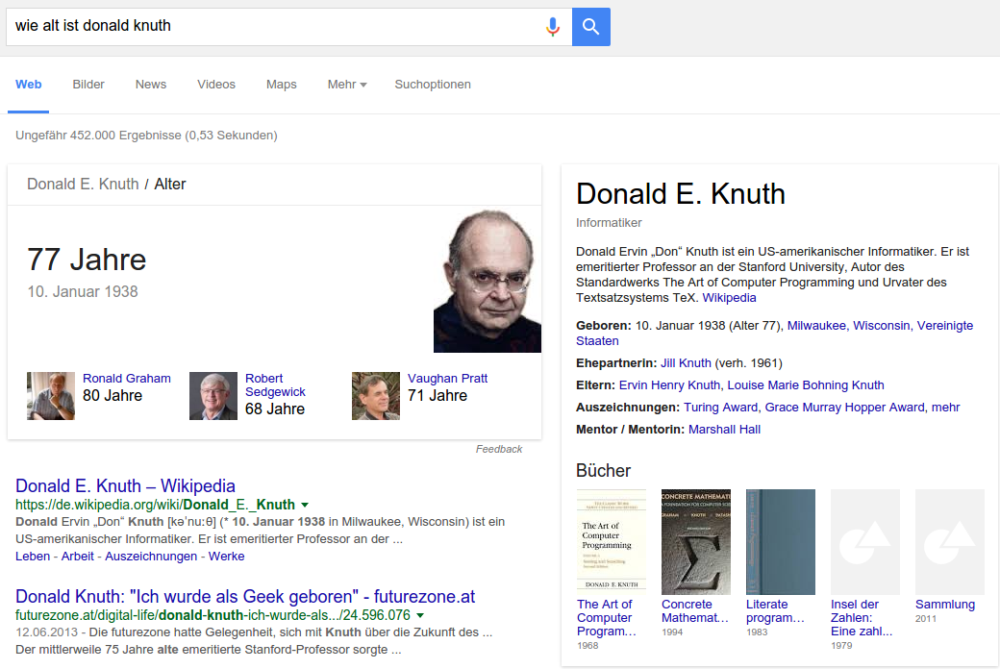 wie alt ist donald knuth
Web Bilder News Videos Maps Mehr Suchoptionen
Ungefähr 452.000 Ergebnisse (0,53 Sekunden)
Donald E. Knuth / Alter
77 Jahre
10. Januar 1938
Ronald Graham
80 Jahre
Robert
Sedgewick
68 Jahre
Vaughan Pratt
71 Jahre
Feedback
Donald E. Knuth – Wikipedia
https://de.wikipedia.org/wiki/Donald_E._Knuth
Donald Ervin „Don“ Knuth [kəˈnuːθ] (* 10. Januar 1938 in Milwaukee, Wisconsin) ist ein
US-amerikanischer Informatiker. Er ist emeritierter Professor an der ...
Leben - Arbeit - Auszeichnungen - Werke
Donald Knuth: "Ich wurde als Geek geboren" - futurezone.at
futurezone.at/digital-life/donald-knuth-ich-wurde-als.../24.596.076
12.06.2013 - Die futurezone hatte Gelegenheit, sich mit Knuth über die Zukunft des ...
Der mittlerweile 75 Jahre alte emeritierte Stanford-Professor sorgte ...
Donald E. Knuth
Informatiker
Donald Ervin „Don“ Knuth ist ein US-amerikanischer Informatiker. Er ist
emeritierter Professor an der Stanford University, Autor des
Standardwerks The Art of Computer Programming und Urvater des
Textsatzsystems TeX. Wikipedia
Geboren: 10. Januar 1938 (Alter 77), Milwaukee, Wisconsin, Vereinigte
Staaten
Ehepartnerin: Jill Knuth (verh. 1961)
Eltern: Ervin Henry Knuth, Louise Marie Bohning Knuth
Auszeichnungen: Turing Award, Grace Murray Hopper Award, mehr
Mentor / Mentorin: Marshall Hall
Bücher
The Art of
Computer
Programming
DONALD E. KNUTH
CONCRETE MATHEMATI
A FOUNDATION FOR COMPUTER SCIE
GRAHAM KNUTH PATASH
Σ
The Art of
Computer
Program...
1968
Concrete
Mathemat...
1994
Literate
program...
1983
Insel der
Zahlen:
Eine zahl...
1979
Sammlung
2011